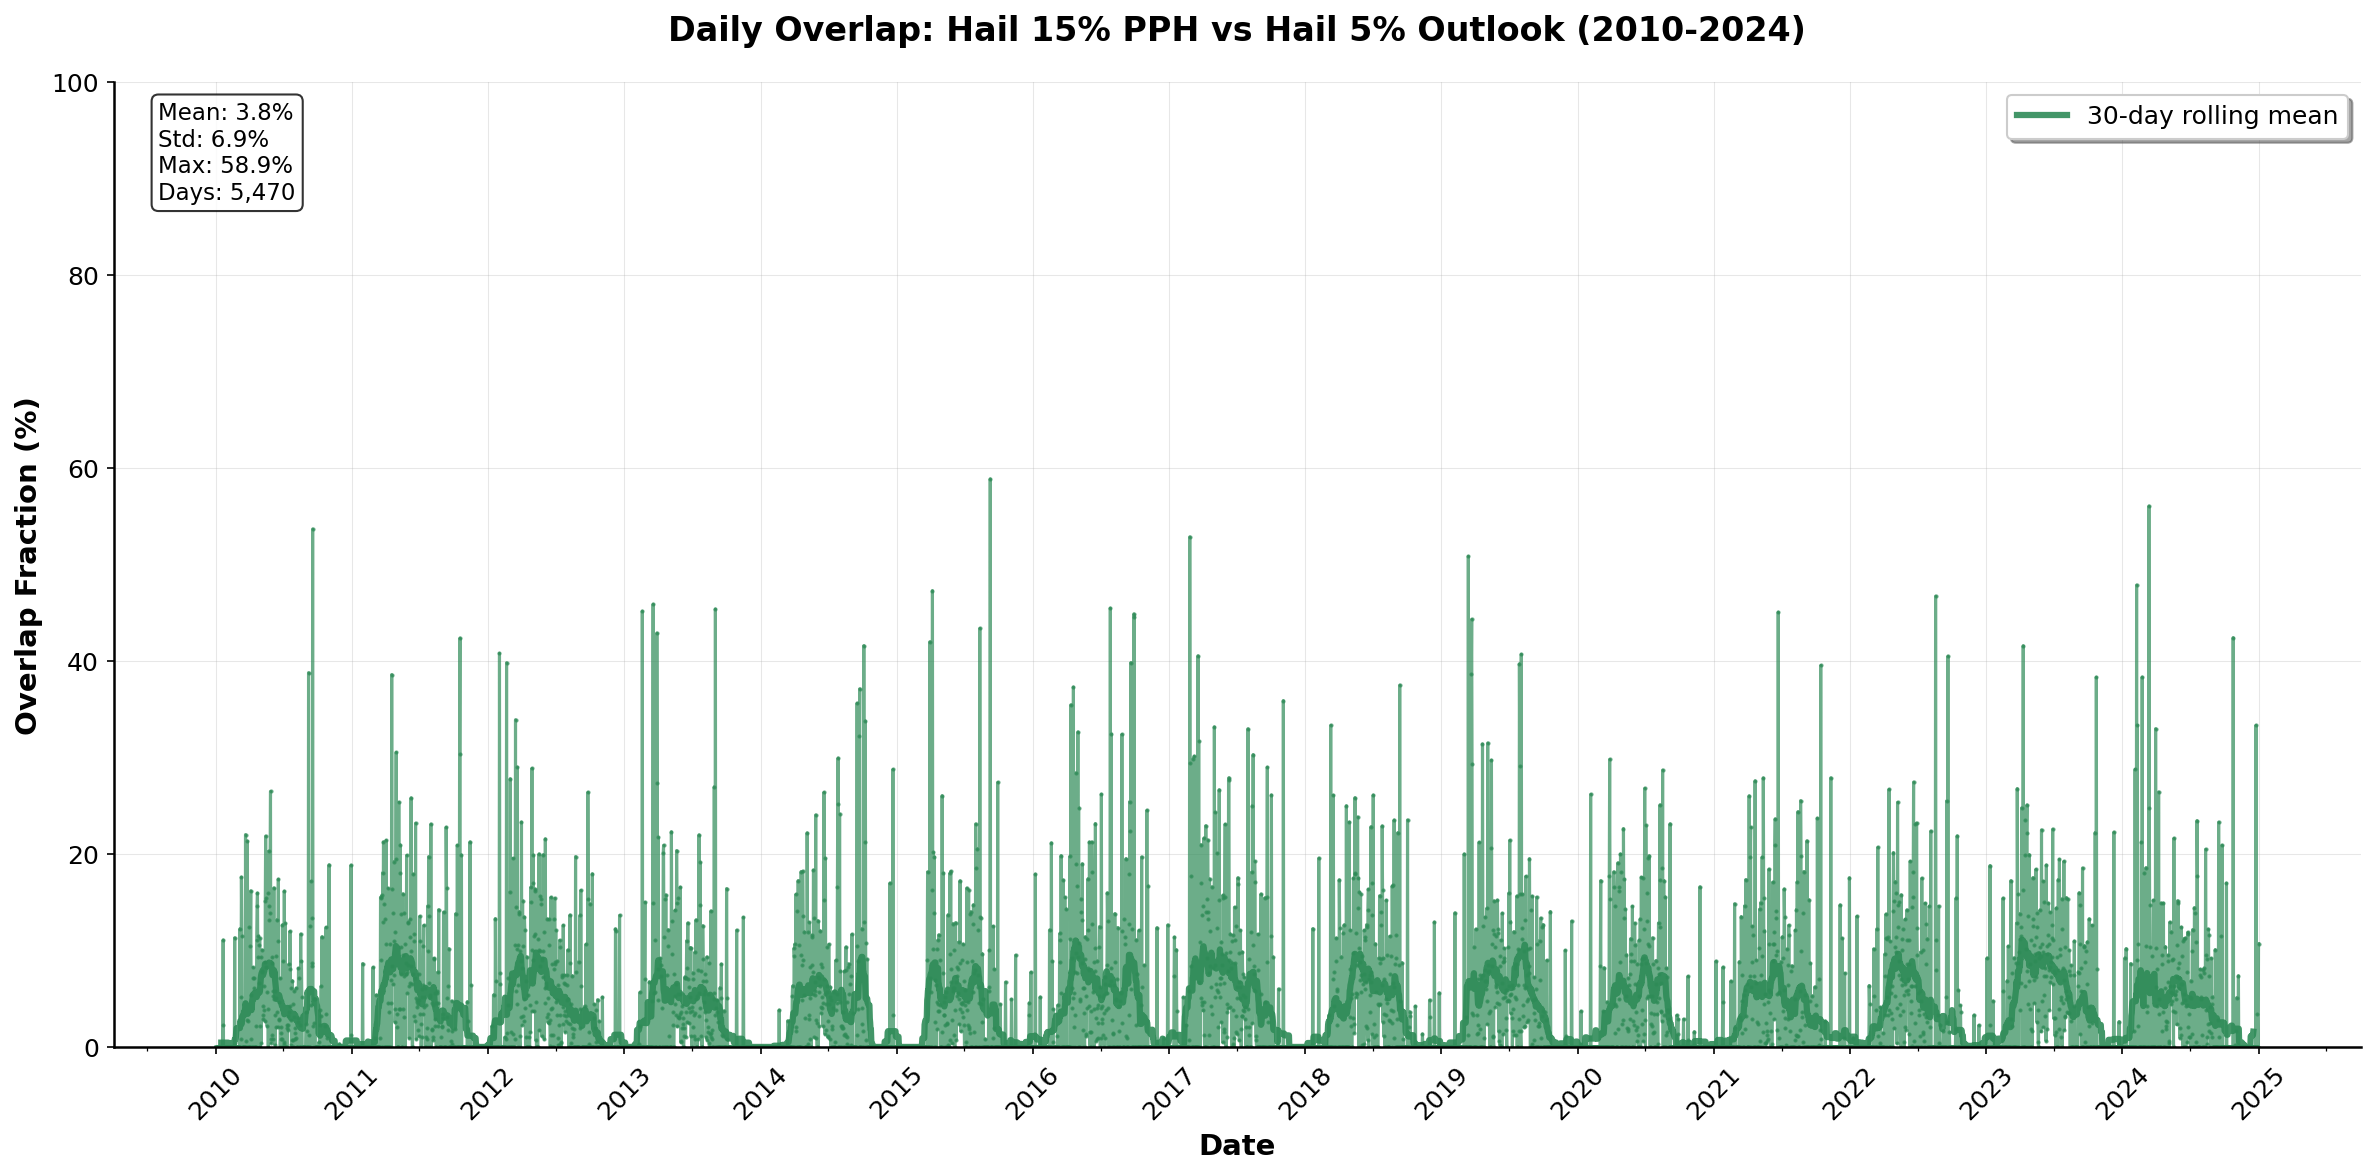 Daily Overlap: Hail 15% PPH vs Hail 5% Outlook (2010-2024)
Mean: 3.8%
Std: 6.9%
Max: 58.9%
Days: 5,470
30-day rolling mean
Overlap Fraction (%)
100
80
60
40
20
0
2010
2011
2012
2013
2014
2015
2016
2017
2018
2019
2020
2021
2022
2023
2024
2025
Date